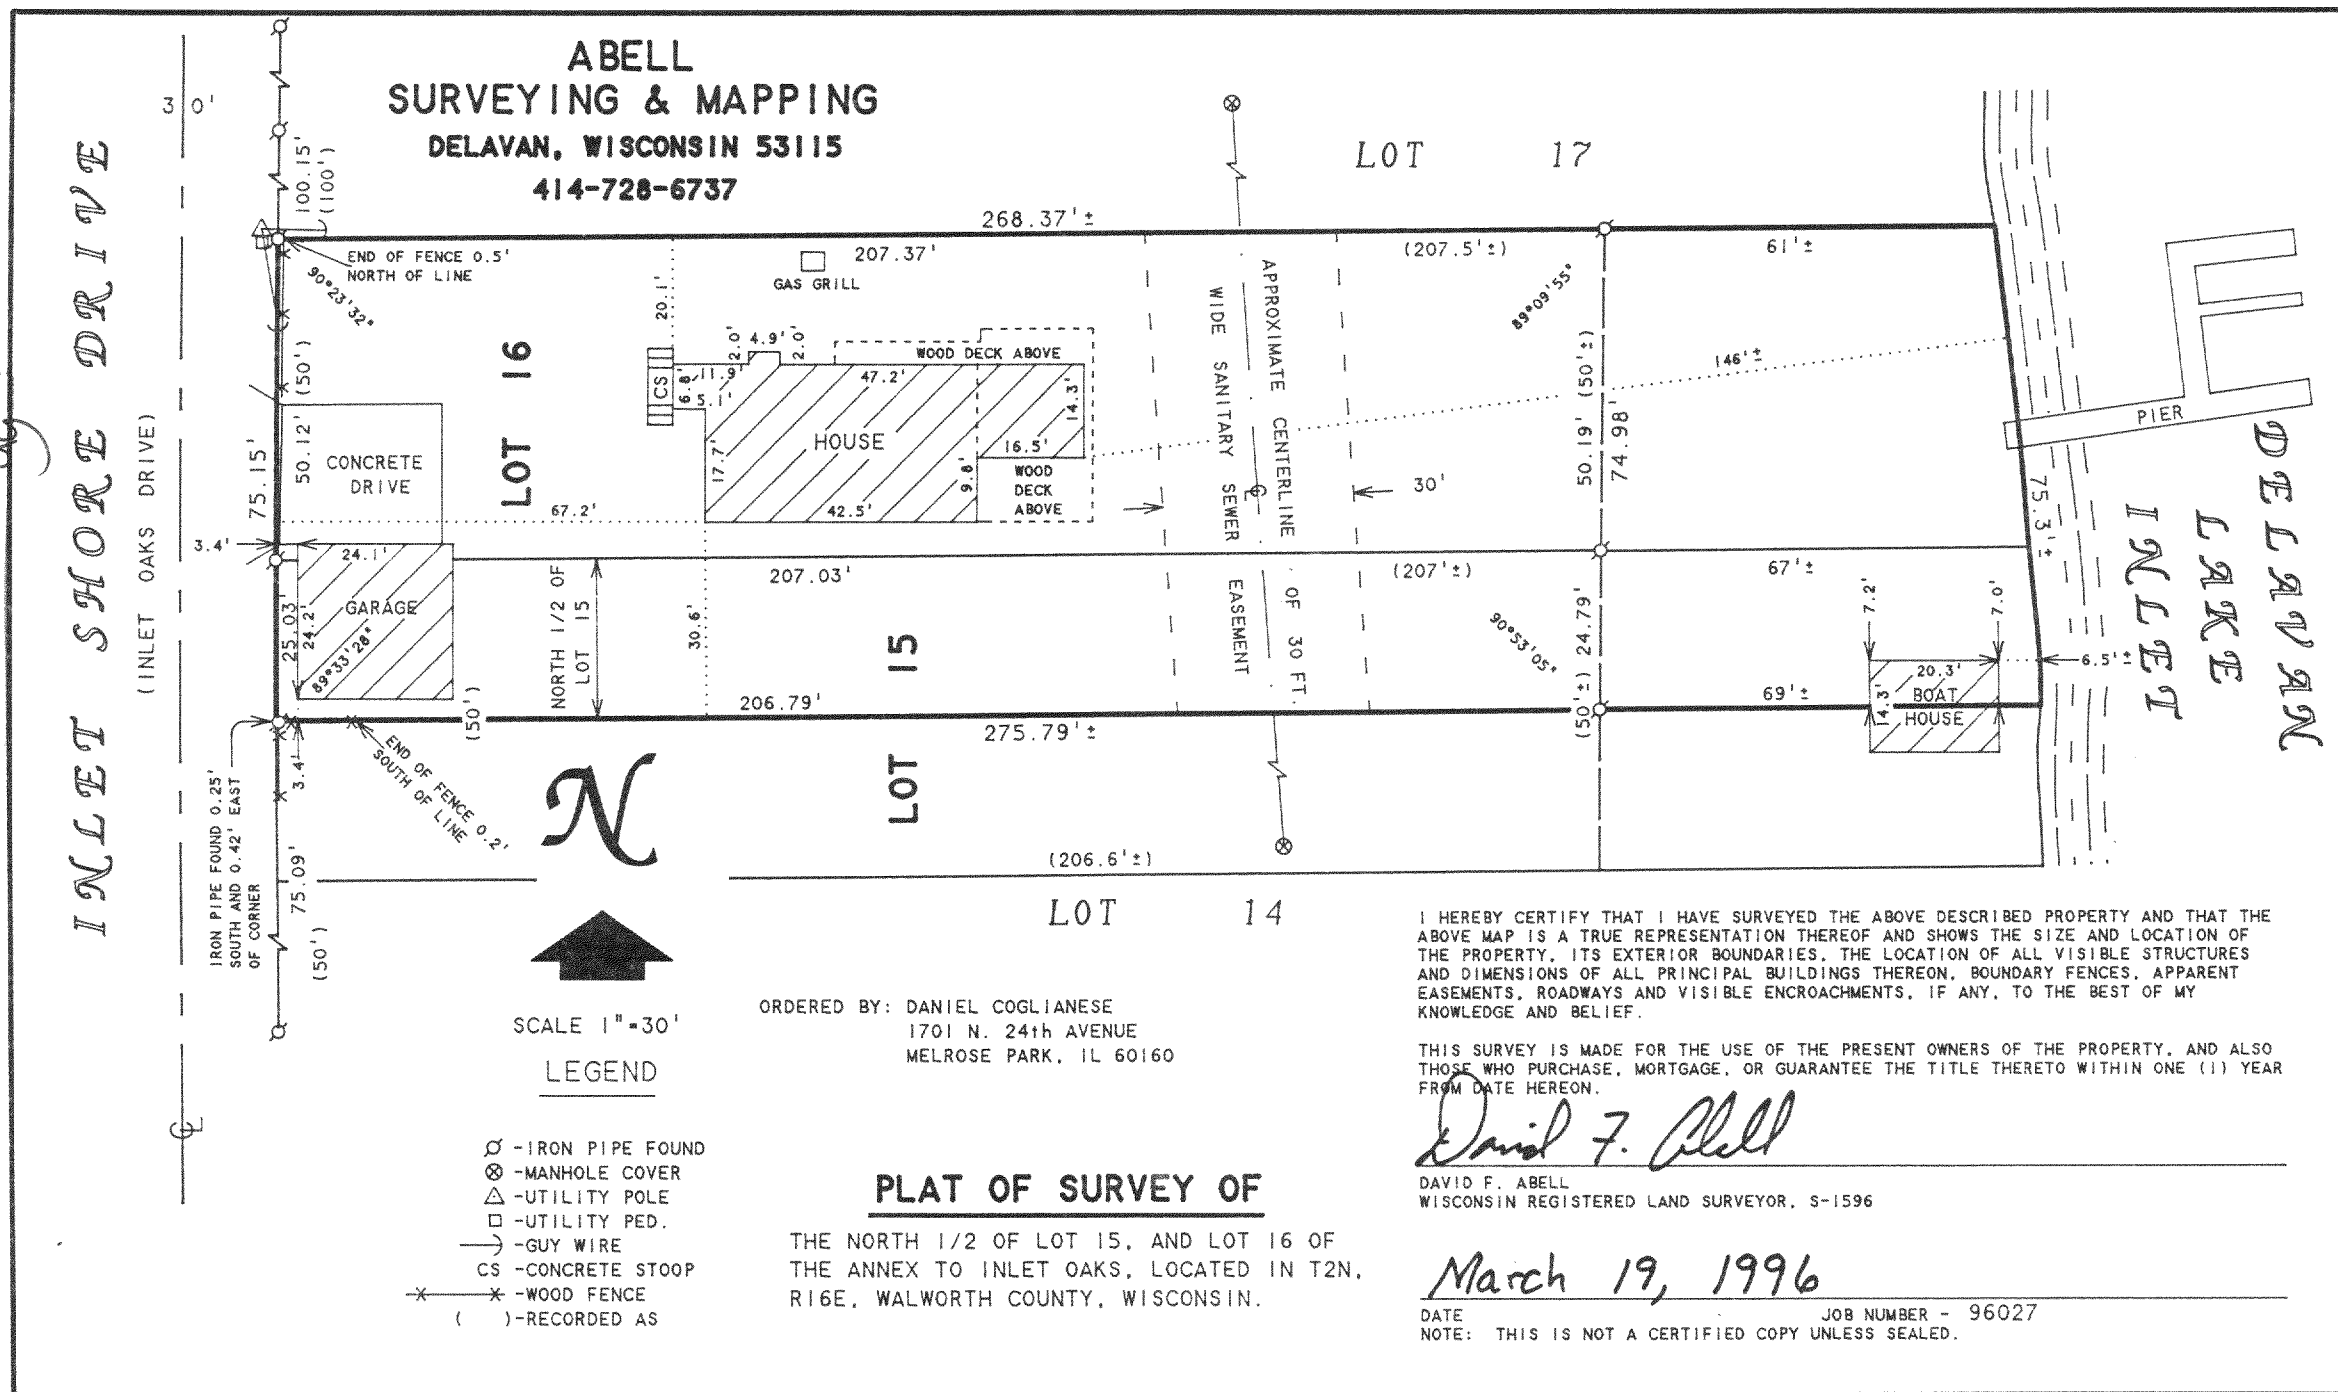 ABELL
SURVEYING & MAPPING
DELAVAN, WISCONSIN 53115
414-728-6737
30'
INLET SHORE DRIVE
(INLET OAKS DRIVE)
100.15'
(100')
LOT 17
268.37'±
END OF FENCE 0.5'
NORTH OF LINE
90°23'32"
207.37'
GAS GRILL
(207.5'±)
61'±
20.1'
LOT 16
2.0'
4.9'
2.0'
WOOD DECK ABOVE
CS
6.8'
11.9'
5.1'
47.2'
14.3'
HOUSE
16.5'
17.7'
9.8'
WOOD
DECK
ABOVE
42.5'
67.2'
APPROXIMATE CENTERLINE OF 30 FT.
WIDE SANITARY SEWER EASEMENT
℄
30'
89°09'55"
50.19' (50'±)
74.98'
146'±
PIER
DELAVAN
LAKE
INLET
75.3'±
75.15'
50.12' (50')
CONCRETE
DRIVE
3.4'
24.1'
GARAGE
25.03'
24.2'
89°33'28"
NORTH 1/2 OF
LOT 15
207.03'
(207'±)
67'±
30.6'
LOT 15
(50'±) 24.79'
90°53'05"
7.2'
7.0'
20.3'
BOAT
HOUSE
14.3'
6.5'±
69'±
206.79'
(50')
275.79'±
IRON PIPE FOUND 0.25'
SOUTH AND 0.42' EAST
OF CORNER
3.4'
END OF FENCE 0.2'
SOUTH OF LINE
75.09'
(50')
N
(206.6'±)
LOT 14
SCALE 1"=30'
LEGEND
-IRON PIPE FOUND
-MANHOLE COVER
-UTILITY POLE
-UTILITY PED.
-GUY WIRE
CS -CONCRETE STOOP
-WOOD FENCE
( )-RECORDED AS
℄
ORDERED BY: DANIEL COGLIANESE
1701 N. 24th AVENUE
MELROSE PARK, IL 60160
PLAT OF SURVEY OF
THE NORTH 1/2 OF LOT 15, AND LOT 16 OF
THE ANNEX TO INLET OAKS, LOCATED IN T2N,
R16E, WALWORTH COUNTY, WISCONSIN.
I HEREBY CERTIFY THAT I HAVE SURVEYED THE ABOVE DESCRIBED PROPERTY AND THAT THE
ABOVE MAP IS A TRUE REPRESENTATION THEREOF AND SHOWS THE SIZE AND LOCATION OF
THE PROPERTY, ITS EXTERIOR BOUNDARIES, THE LOCATION OF ALL VISIBLE STRUCTURES
AND DIMENSIONS OF ALL PRINCIPAL BUILDINGS THEREON, BOUNDARY FENCES, APPARENT
EASEMENTS, ROADWAYS AND VISIBLE ENCROACHMENTS, IF ANY, TO THE BEST OF MY
KNOWLEDGE AND BELIEF.
THIS SURVEY IS MADE FOR THE USE OF THE PRESENT OWNERS OF THE PROPERTY, AND ALSO
THOSE WHO PURCHASE, MORTGAGE, OR GUARANTEE THE TITLE THERETO WITHIN ONE (1) YEAR
FROM DATE HEREON.
David F. Abell
DAVID F. ABELL
WISCONSIN REGISTERED LAND SURVEYOR, S-1596
March 19, 1996
DATE JOB NUMBER - 96027
NOTE: THIS IS NOT A CERTIFIED COPY UNLESS SEALED.